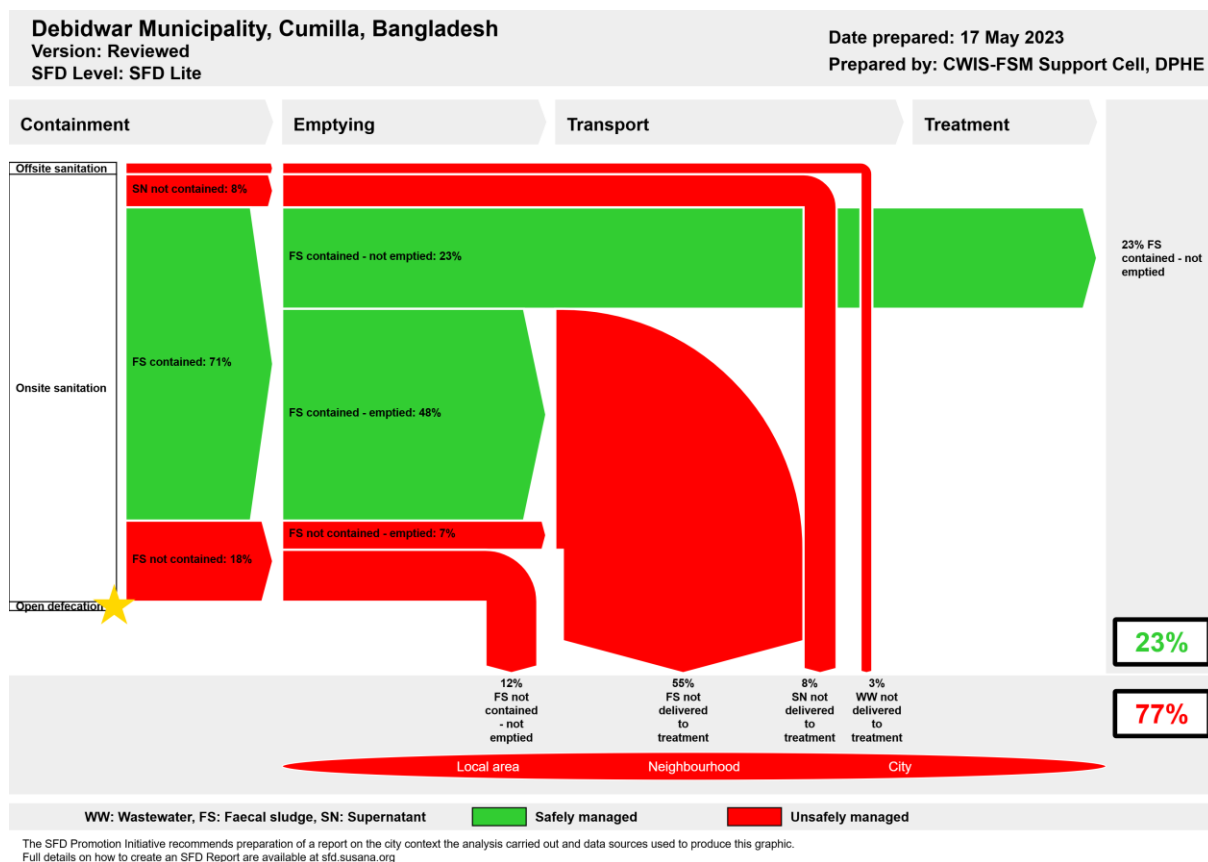 Debidwar Municipality, Cumilla, Bangladesh
Version: Reviewed
SFD Level: SFD Lite
Date prepared: 17 May 2023
Prepared by: CWIS-FSM Support Cell, DPHE
Containment
Emptying
Transport
Treatment
Offsite sanitation
SN not contained: 8%
FS contained - not emptied: 23%
23% FS
contained - not
emptied
FS contained: 71%
Onsite sanitation
FS contained - emptied: 48%
FS not contained - emptied: 7%
FS not contained: 18%
Open defecation
23%
12%
FS not
contained
- not
emptied
55%
FS not
delivered
to
treatment
8%
SN not
delivered
to
treatment
3%
WW not
delivered
to
treatment
77%
Local area
Neighbourhood
City
WW: Wastewater, FS: Faecal sludge, SN: Supernatant
Safely managed
Unsafely managed
The SFD Promotion Initiative recommends preparation of a report on the city context the analysis carried out and data sources used to produce this graphic.
Full details on how to create an SFD Report are available at sfd.susana.org